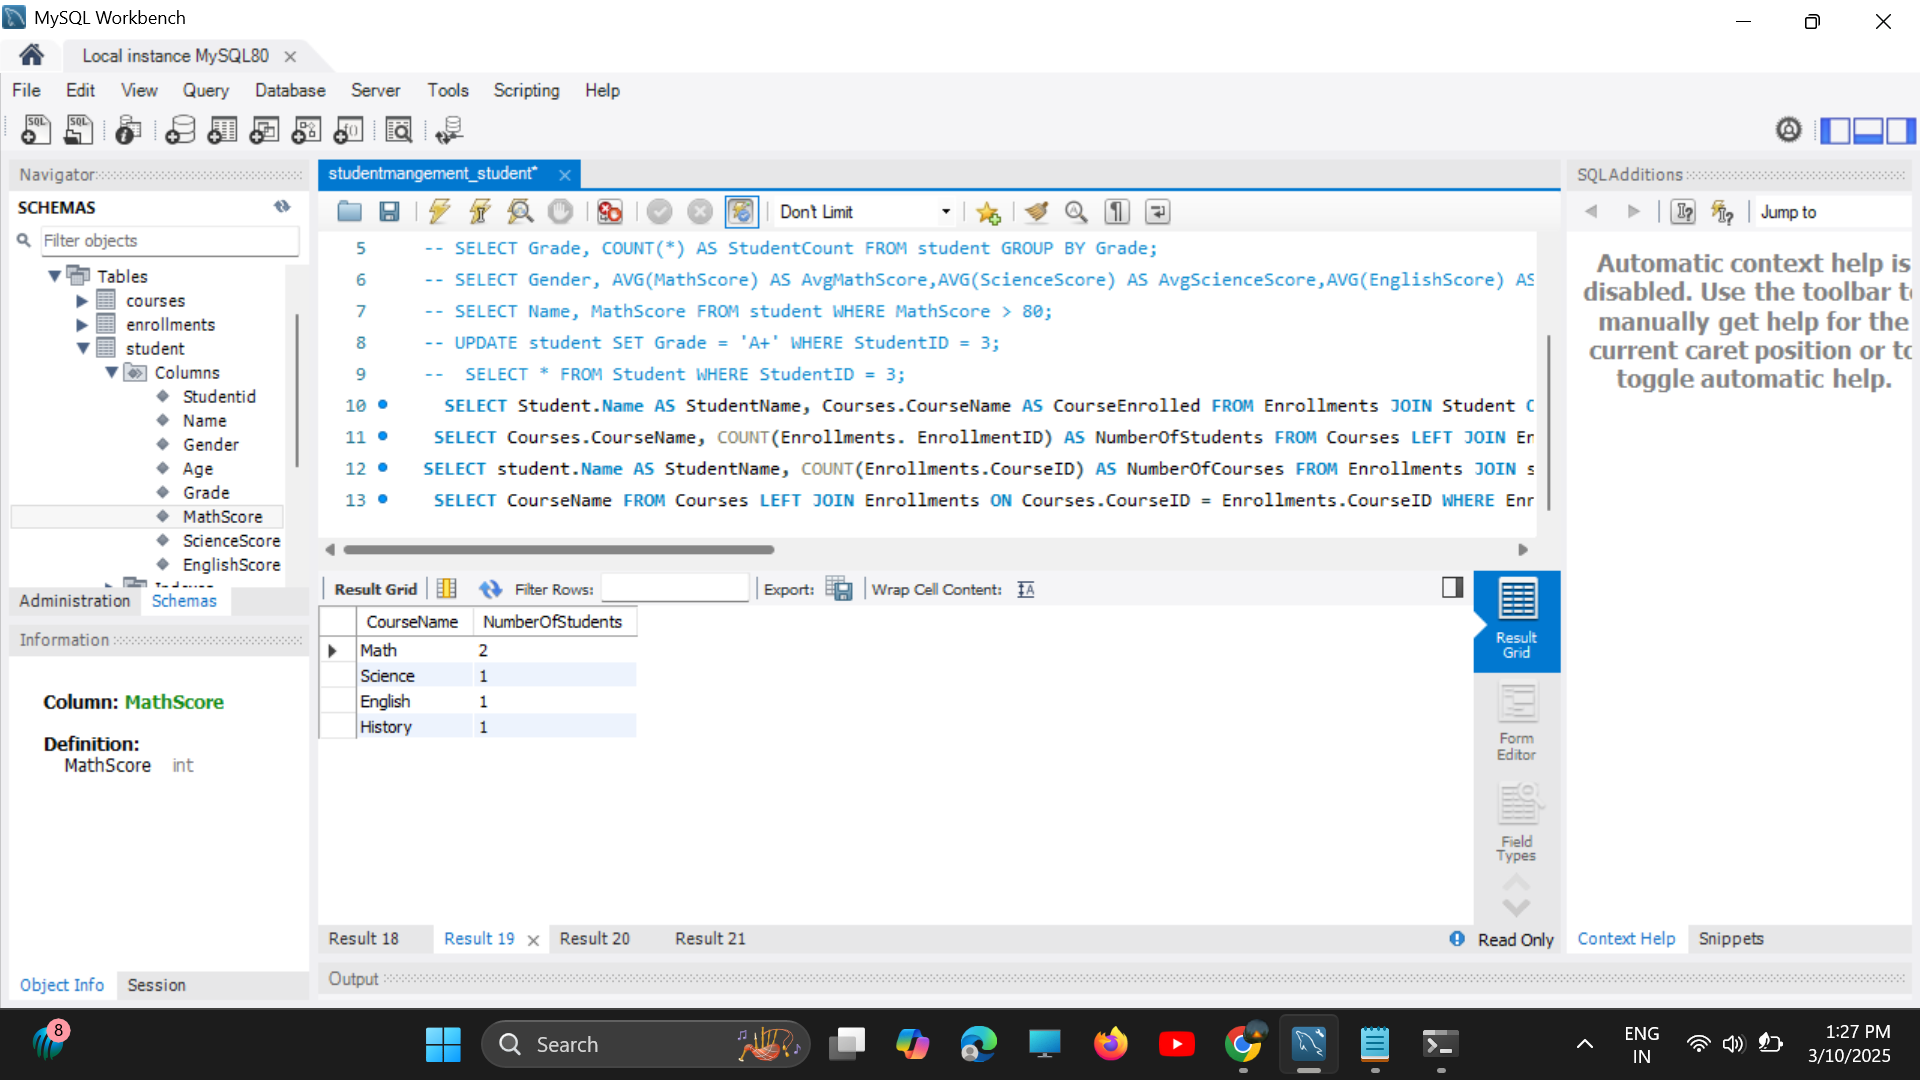 MySQL Workbench
Local instance MySQL80
File Edit View Query Database Server Tools Scripting Help
Navigator
SCHEMAS
Filter objects
Tables
courses
enrollments
student
Columns
Studentid
Name
Gender
Age
Grade
MathScore
ScienceScore
EnglishScore
Administration Schemas
Information
Column: MathScore
Definition:
MathScore int
Object Info Session
studentmangement_student*
Don't Limit
5 -- SELECT Grade, COUNT(*) AS StudentCount FROM student GROUP BY Grade;
6 -- SELECT Gender, AVG(MathScore) AS AvgMathScore,AVG(ScienceScore) AS AvgScienceScore,AVG(EnglishScore) AS
7 -- SELECT Name, MathScore FROM student WHERE MathScore > 80;
8 -- UPDATE student SET Grade = 'A+' WHERE StudentID = 3;
9 -- SELECT * FROM Student WHERE StudentID = 3;
10 SELECT Student.Name AS StudentName, Courses.CourseName AS CourseEnrolled FROM Enrollments JOIN Student
11 SELECT Courses.CourseName, COUNT(Enrollments. EnrollmentID) AS NumberOfStudents FROM Courses LEFT JOIN En
12 SELECT student.Name AS StudentName, COUNT(Enrollments.CourseID) AS NumberOfCourses FROM Enrollments JOIN s
13 SELECT CourseName FROM Courses LEFT JOIN Enrollments ON Courses.CourseID = Enrollments.CourseID WHERE Enr
Result Grid Filter Rows: Export: Wrap Cell Content:
CourseName NumberOfStudents
Math 2
Science 1
English 1
History 1
Result Grid
Form Editor
Field Types
Result 18 Result 19 Result 20 Result 21
Read Only
Output
SQLAdditions
Jump to
Automatic context help is
disabled. Use the toolbar to
manually get help for the
current caret position or to
toggle automatic help.
Context Help Snippets
8
Search
ENG
IN
1:27 PM
3/10/2025